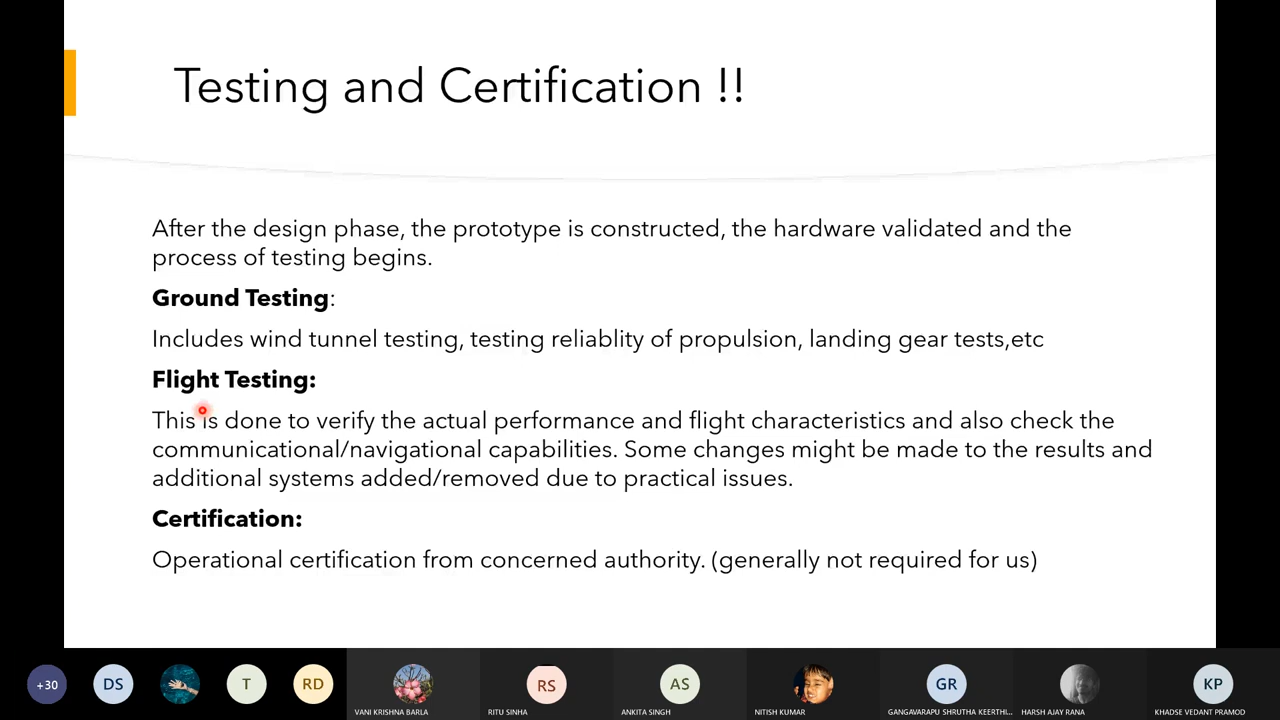 Testing and Certification !!
After the design phase, the prototype is constructed, the hardware validated and the
process of testing begins.
Ground Testing:
Includes wind tunnel testing, testing reliablity of propulsion, landing gear tests,etc
Flight Testing:
This is done to verify the actual performance and flight characteristics and also check the
communicational/navigational capabilities. Some changes might be made to the results and
additional systems added/removed due to practical issues.
Certification:
Operational certification from concerned authority. (generally not required for us)
+30
DS
T
RD
RS
AS
GR
KP
VANI KRISHNA BARLA
RITU SINHA
ANKITA SINGH
NITISH KUMAR
GANGAVARAPU SHRUTHA KEERTHI...
HARSH AJAY RANA
KHADSE VEDANT PRAMOD